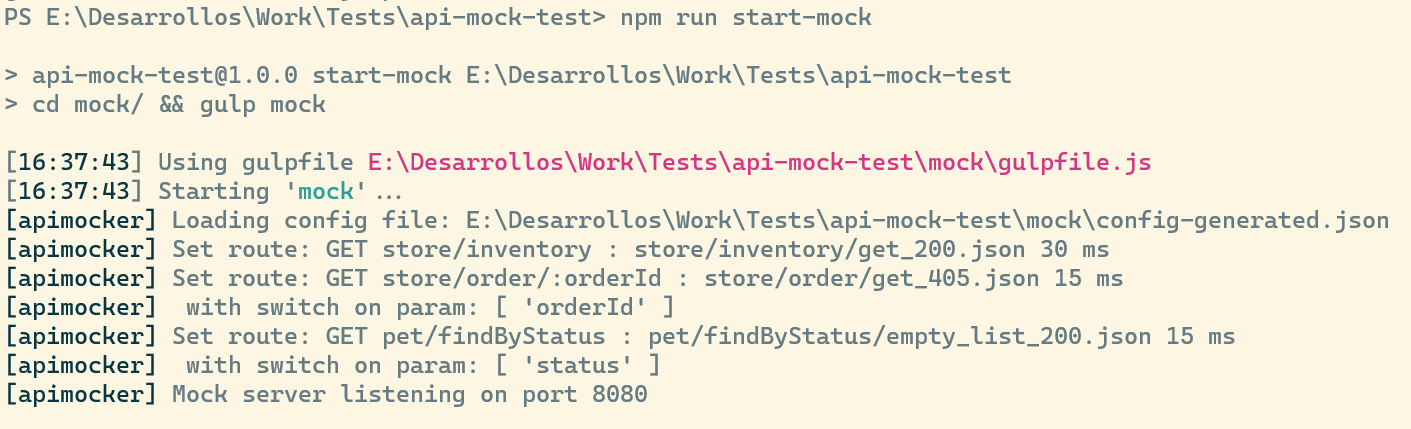 PS E:\Desarrollos\Work\Tests\api-mock-test> npm run start-mock
> api-mock-test@1.0.0 start-mock E:\Desarrollos\Work\Tests\api-mock-test
> cd mock/ && gulp mock
[16:37:43] Using gulpfile E:\Desarrollos\Work\Tests\api-mock-test\mock\gulpfile.js
[16:37:43] Starting 'mock'...
[apimocker] Loading config file: E:\Desarrollos\Work\Tests\api-mock-test\mock\config-generated.json
[apimocker] Set route: GET store/inventory : store/inventory/get_200.json 30 ms
[apimocker] Set route: GET store/order/:orderId : store/order/get_405.json 15 ms
[apimocker]  with switch on param: [ 'orderId' ]
[apimocker] Set route: GET pet/findByStatus : pet/findByStatus/empty_list_200.json 15 ms
[apimocker]  with switch on param: [ 'status' ]
[apimocker] Mock server listening on port 8080